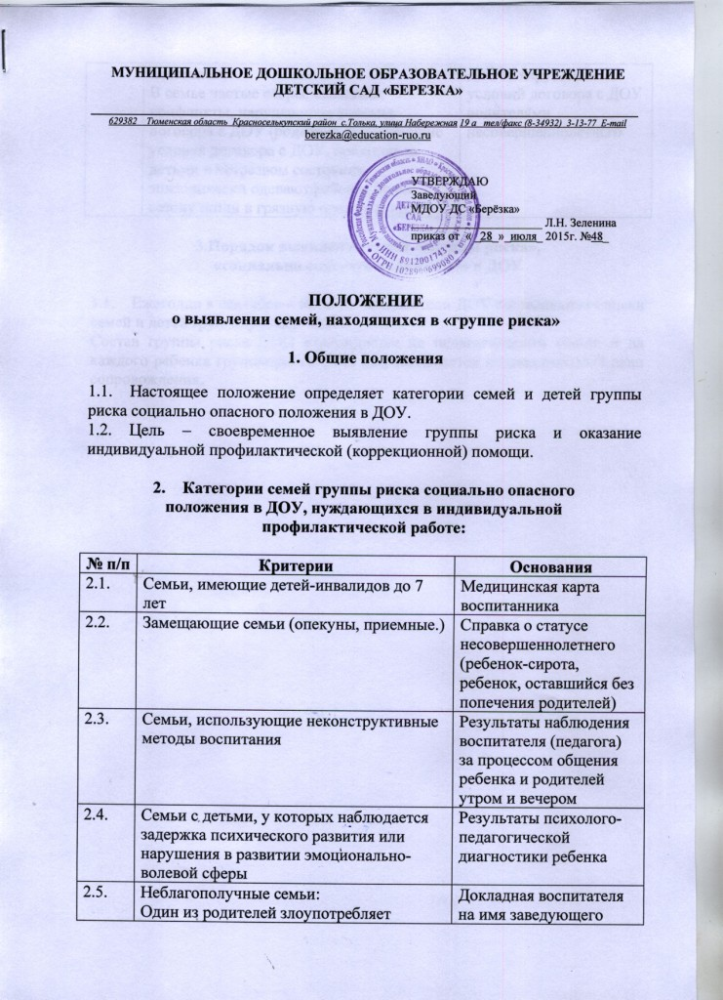 МУНИЦИПАЛЬНОЕ ДОШКОЛЬНОЕ ОБРАЗОВАТЕЛЬНОЕ УЧРЕЖДЕНИЕ
ДЕТСКИЙ САД «БЕРЕЗКА»
629382 Тюменская область Красноселькупский район с.Толька, улица Набережная 19 а тел/факс (8-34932) 3-13-77 E-mail
berezka@education-ruo.ru
УТВЕРЖДАЮ
Заведующий
МДОУ ДС «Берёзка»
Л.Н. Зеленина
приказ от « 28 » июля 2015г. №48
ДЕТСКИЙ
САД
«БЕРЕЗКА»
ИНН 8912001743
ПОЛОЖЕНИЕ
о выявлении семей, находящихся в «группе риска»
1. Общие положения
1.1. Настоящее положение определяет категории семей и детей группы
риска социально опасного положения в ДОУ.
1.2. Цель – своевременное выявление группы риска и оказание
индивидуальной профилактической (коррекционной) помощи.
2. Категории семей группы риска социально опасного
положения в ДОУ, нуждающихся в индивидуальной
профилактической работе:
№ п/п Критерии Основания
2.1. Семьи, имеющие детей-инвалидов до 7 Медицинская карта
лет воспитанника
2.2. Замещающие семьи (опекуны, приемные.) Справка о статусе
несовершеннолетнего
(ребенок-сирота,
ребенок, оставшийся без
попечения родителей)
2.3. Семьи, использующие неконструктивные Результаты наблюдения
методы воспитания воспитателя (педагога)
за процессом общения
ребенка и родителей
утром и вечером
2.4. Семьи с детьми, у которых наблюдается Результаты психолого-
задержка психического развития или педагогической
нарушения в развитии эмоционально- диагностики ребенка
волевой сферы
2.5. Неблагополучные семьи: Докладная воспитателя
Один из родителей злоупотребляет на имя заведующего